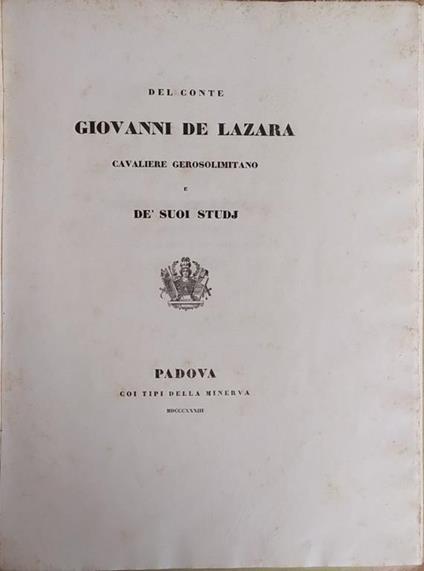 DEL CONTE
GIOVANNI DE LAZARA
CAVALIERE GEROSOLIMITANO
E
DE' SUOI STUDJ
PADOVA
COI TIPI DELLA MINERVA
MDCCCXXXIII